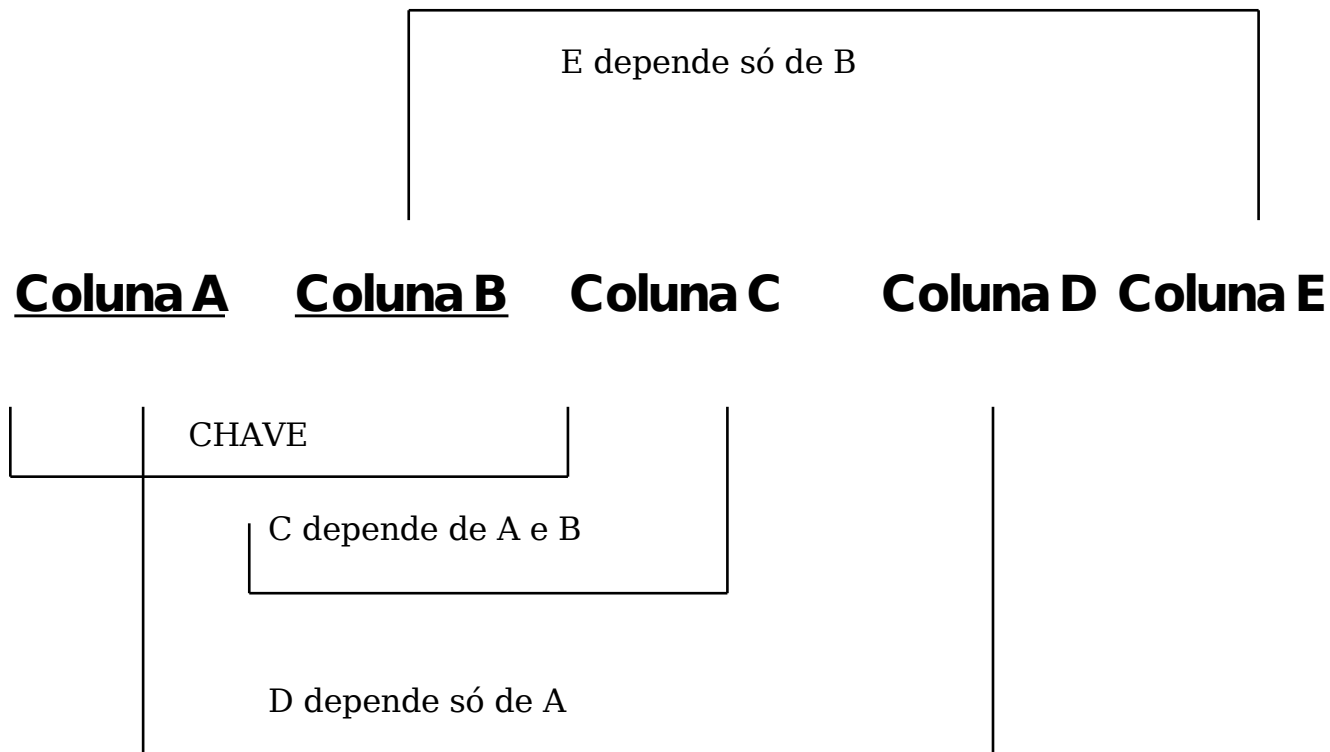 E depende só de B
Coluna A Coluna B Coluna C Coluna D Coluna E
CHAVE
C depende de A e B
D depende só de A